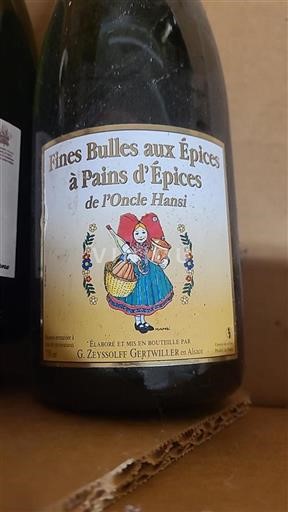 Fines Bulles aux Épices
à Pains d'Épices
de l'Oncle Hansi
HANSI
ÉLABORÉ ET MIS EN BOUTEILLE PAR
G. ZEYSSOLFF GERTWILLER en Alsace